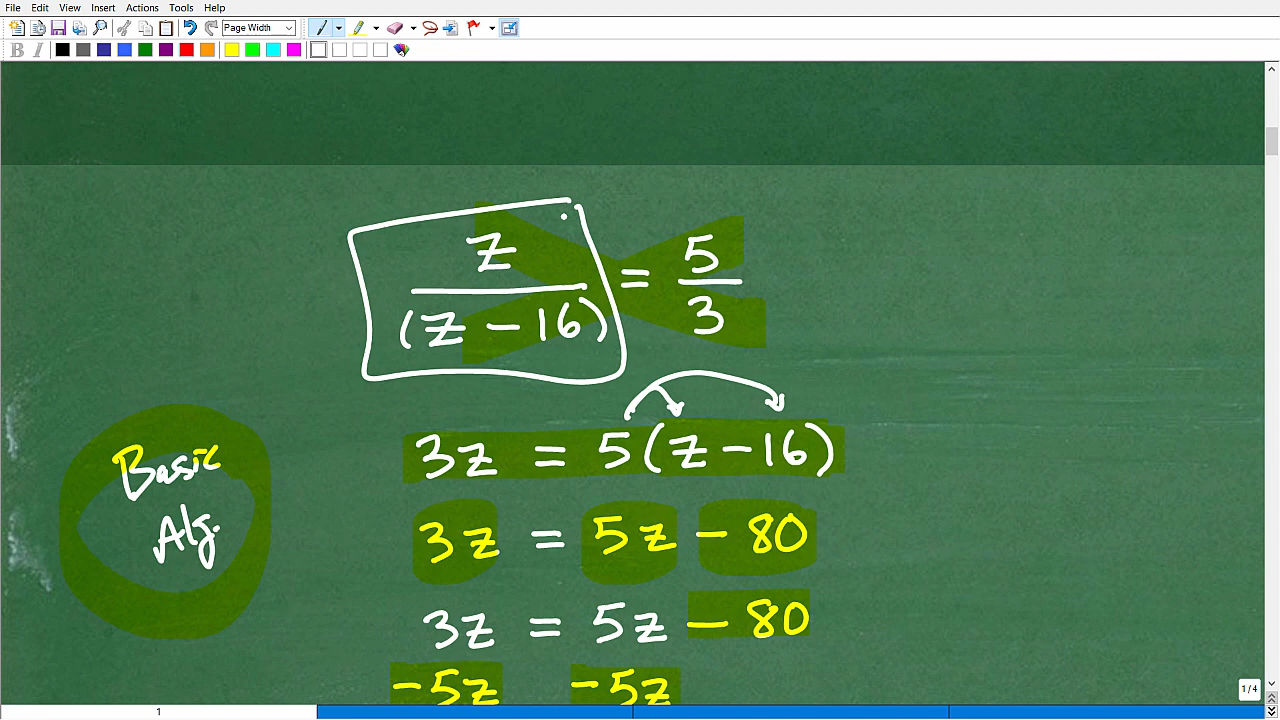 File Edit View Insert Actions Tools Help
Page Width
B I
z/(z - 16) = 5/3
3z = 5(z - 16)
Basic
Alg.
3z = 5z - 80
3z = 5z - 80
-5z -5z
1/4
1